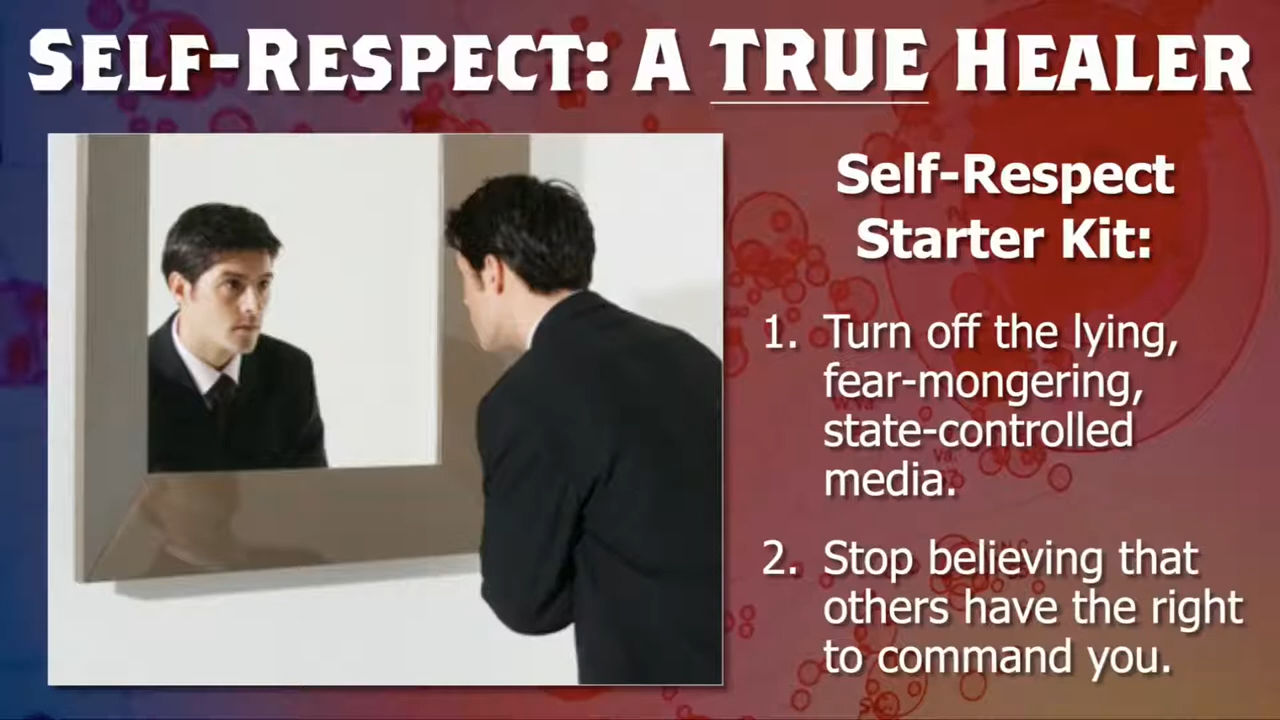 SELF-RESPECT: A TRUE HEALER
Self-Respect
Starter Kit:
1. Turn off the lying,
fear-mongering,
state-controlled
media.
2. Stop believing that
others have the right
to command you.